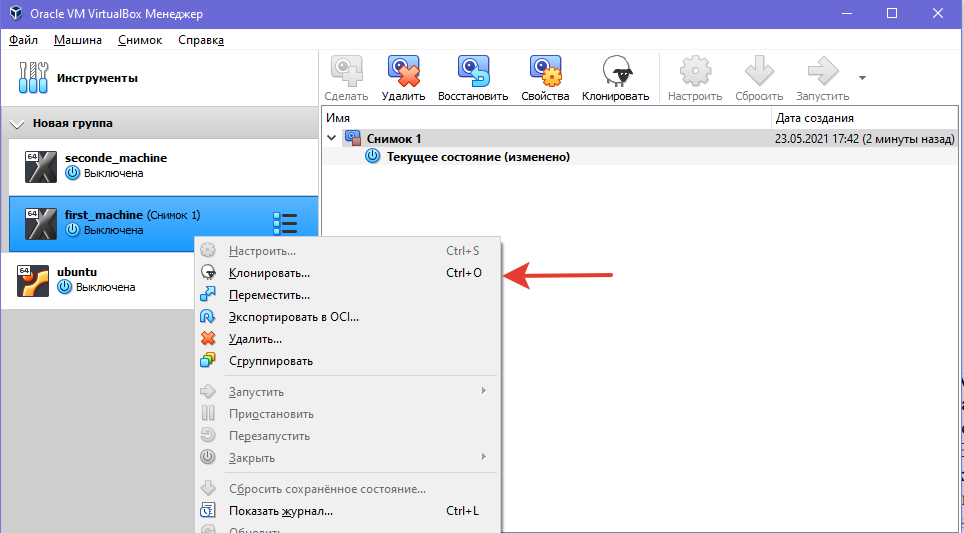 Oracle VM VirtualBox Менеджер
Файл Машина Снимок Справка
Инструменты
Сделать Удалить Восстановить Свойства Клонировать Настроить Сбросить Запустить
Новая группа
Имя Дата создания
Снимок 1 23.05.2021 17:42 (2 минуты назад)
Текущее состояние (изменено)
64
seconde_machine
Выключена
64
first_machine (Снимок 1)
Выключена
64
ubuntu
Выключена
Настроить... Ctrl+S
Клонировать... Ctrl+O
Переместить...
Экспортировать в OCI...
Удалить...
Сгруппировать
Запустить
Приостановить
Перезапустить
Закрыть
Сбросить сохранённое состояние...
Показать журнал... Ctrl+L